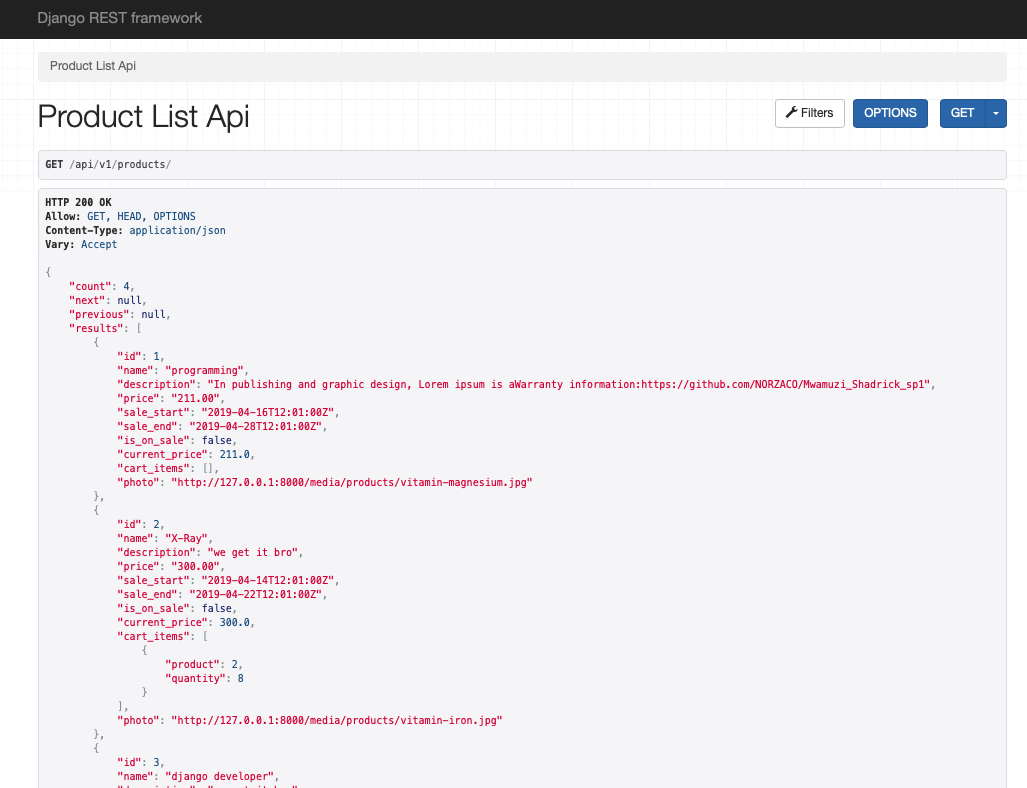 Django REST framework
Product List Api
Product List Api
Filters
OPTIONS
GET
GET /api/v1/products/
HTTP 200 OK
Allow: GET, HEAD, OPTIONS
Content-Type: application/json
Vary: Accept
{
"count": 4,
"next": null,
"previous": null,
"results": [
{
"id": 1,
"name": "programming",
"description": "In publishing and graphic design, Lorem ipsum is aWarranty information:https://github.com/NORZACO/Mwamuzi_Shadrick_sp1",
"price": "211.00",
"sale_start": "2019-04-16T12:01:00Z",
"sale_end": "2019-04-28T12:01:00Z",
"is_on_sale": false,
"current_price": 211.0,
"cart_items": [],
"photo": "http://127.0.0.1:8000/media/products/vitamin-magnesium.jpg"
},
{
"id": 2,
"name": "X-Ray",
"description": "we get it bro",
"price": "300.00",
"sale_start": "2019-04-14T12:01:00Z",
"sale_end": "2019-04-22T12:01:00Z",
"is_on_sale": false,
"current_price": 300.0,
"cart_items": [
{
"product": 2,
"quantity": 8
}
],
"photo": "http://127.0.0.1:8000/media/products/vitamin-iron.jpg"
},
{
"id": 3,
"name": "django developer",